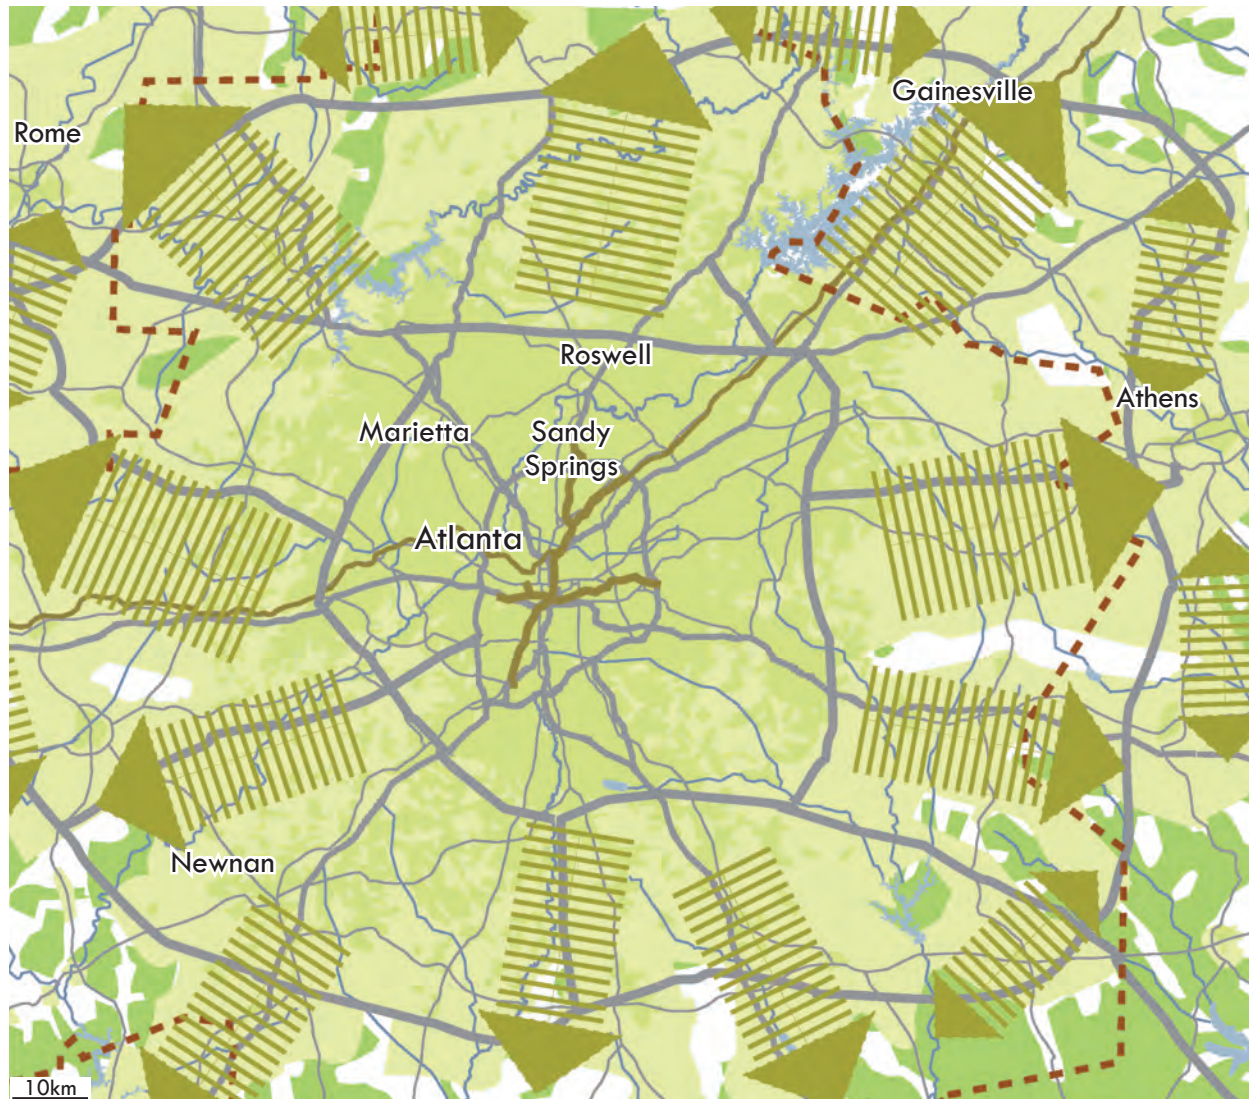 Gainesville
Rome
Roswell
Athens
Marietta
Sandy
Springs
Atlanta
Newnan
10km